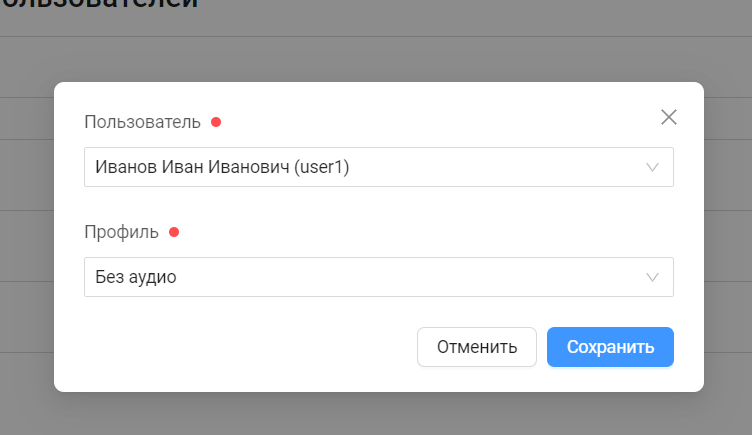 Пользователь
Иванов Иван Иванович (user1)
Профиль
Без аудио
Отменить
Сохранить